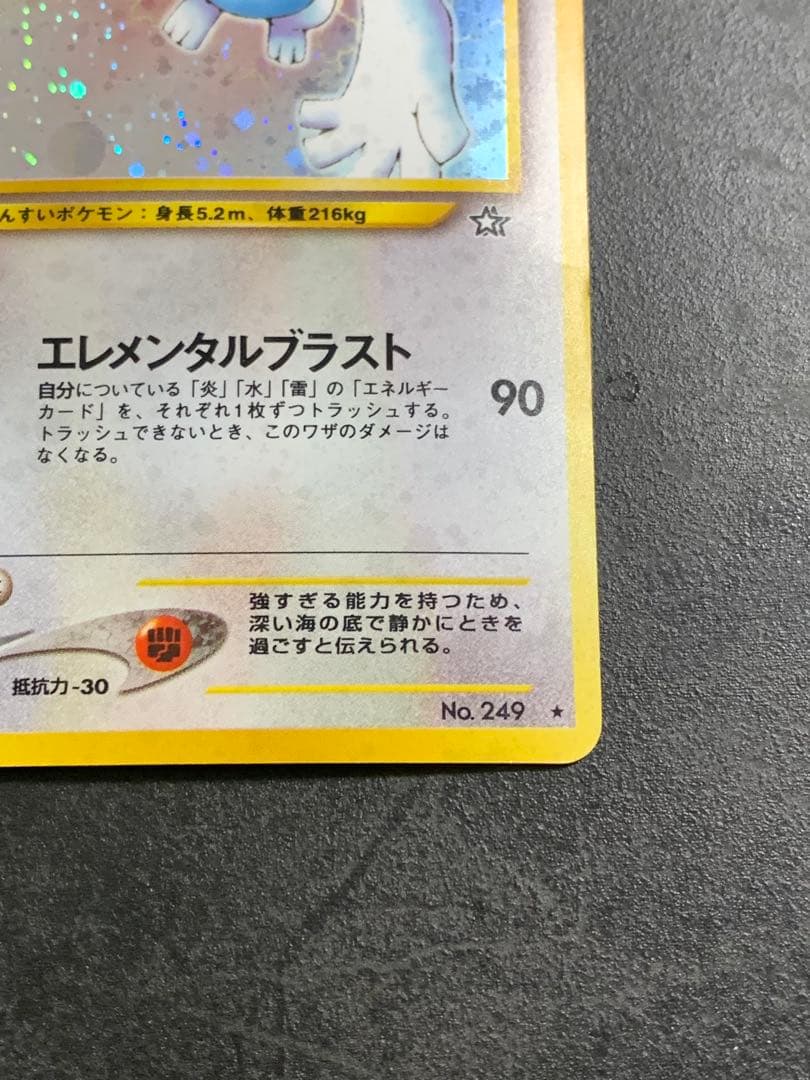 んすいポケモン：身長5.2m、体重216kg
エレメンタルブラスト
自分についている「炎」「水」「雷」の「エネルギー
カード」を、それぞれ1枚ずつトラッシュする。
トラッシュできないとき、このワザのダメージは
なくなる。
90
強すぎる能力を持つため、
深い海の底で静かにときを
過ごすと伝えられる。
抵抗力-30
No. 249 ★